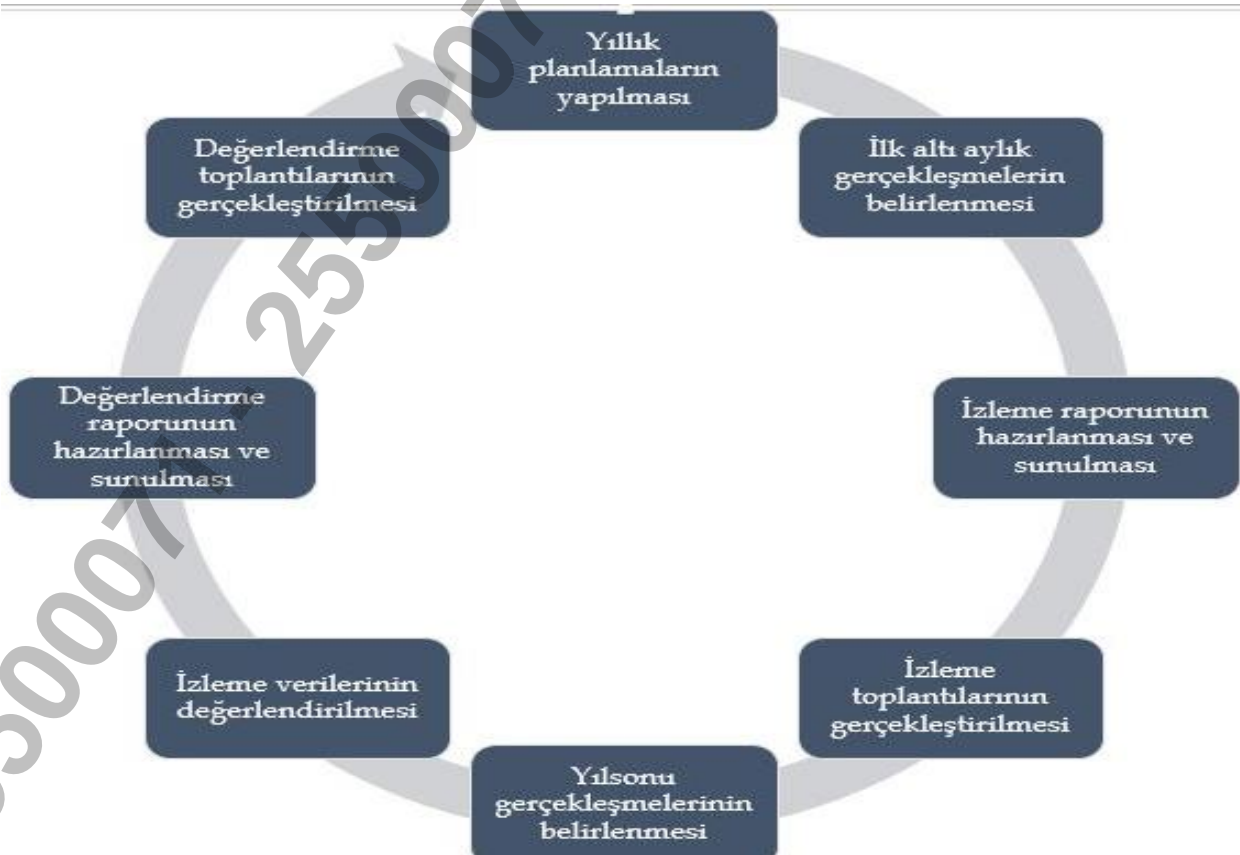 Yıllık
planlamaların
yapılması
İlk altı aylık
gerçekleşmelerin
belirlenmesi
İzleme raporunun
hazırlanması ve
sunulması
İzleme
toplantılarının
gerçekleştirilmesi
Yılsonu
gerçekleşmelerinin
belirlenmesi
İzleme verilerinin
değerlendirilmesi
Değerlendirme
raporunun
hazırlanması ve
sunulması
Değerlendirme
toplantılarının
gerçekleştirilmesi